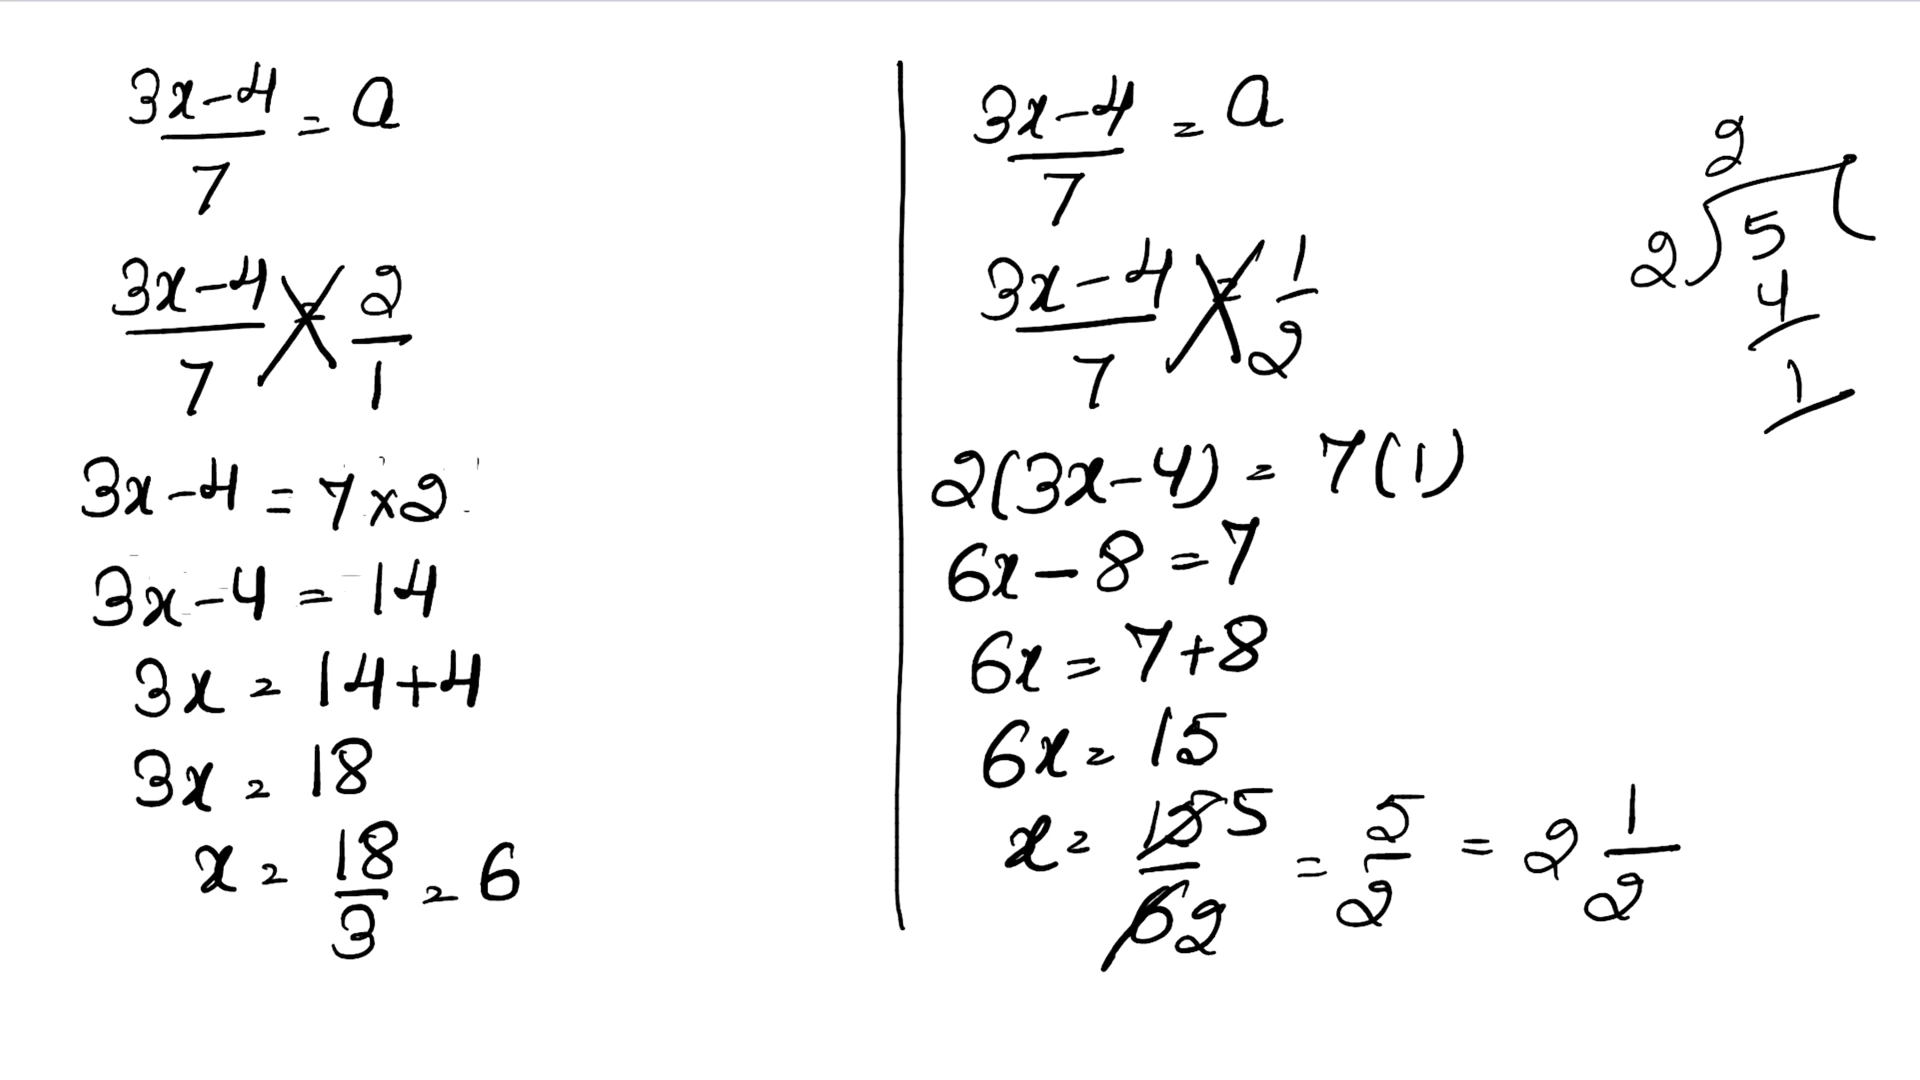 3x-4/7 = a
3x-4/7 = 2/1
3x-4 = 7×2
3x-4 = 14
3x = 14+4
3x = 18
x = 18/3 = 6
3x-4/7 = a
3x-4/7 = 1/2
2(3x-4) = 7(1)
6x-8 = 7
6x = 7+8
6x = 15
x = 15/6 5/2 = 5/2 = 2 1/2
2
2 5
4
1